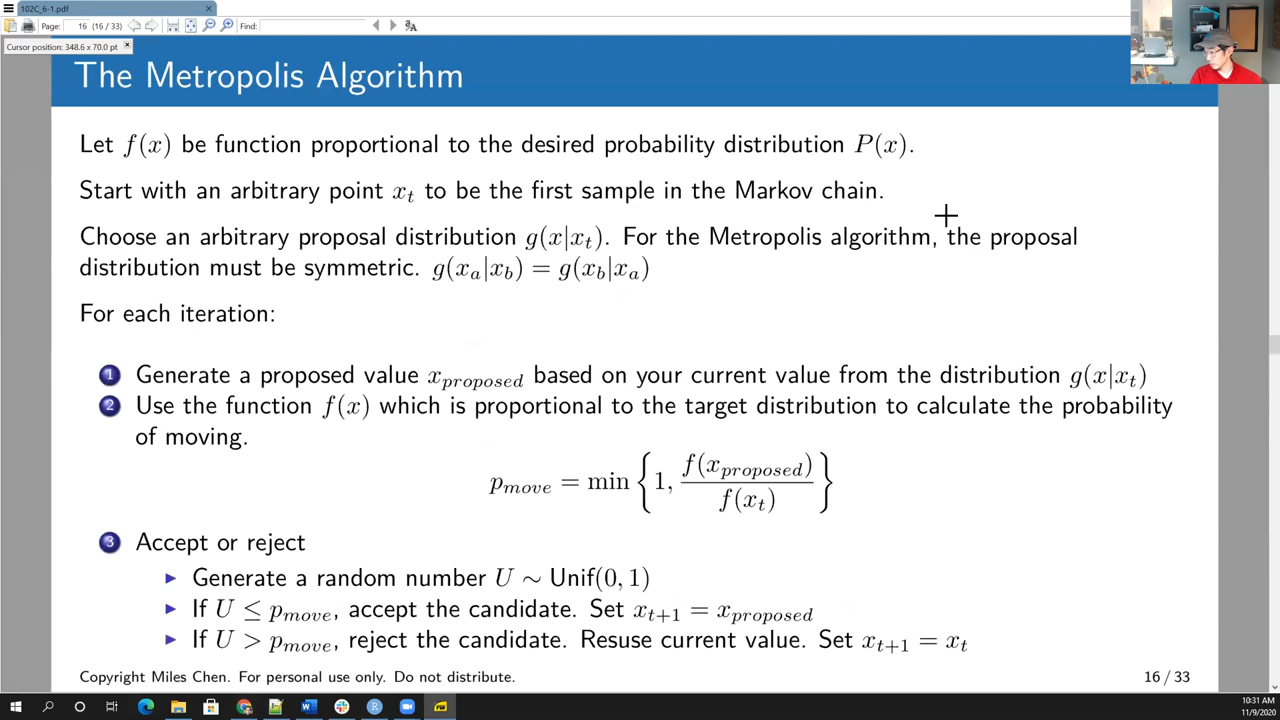 102C_6-1.pdf
Page: 16 (16 / 33) Find:
Cursor position: 348.6 x 70.0 pt
The Metropolis Algorithm
Let f(x) be function proportional to the desired probability distribution P(x).
Start with an arbitrary point x_t to be the first sample in the Markov chain.
Choose an arbitrary proposal distribution g(x|x_t). For the Metropolis algorithm, the proposal
distribution must be symmetric. g(x_a|x_b) = g(x_b|x_a)
For each iteration:
1 Generate a proposed value x_proposed based on your current value from the distribution g(x|x_t)
2 Use the function f(x) which is proportional to the target distribution to calculate the probability
of moving.
p_move = min { 1, f(x_proposed) / f(x_t) }
3 Accept or reject
▶ Generate a random number U ∼ Unif(0, 1)
▶ If U ≤ p_move, accept the candidate. Set x_{t+1} = x_proposed
▶ If U > p_move, reject the candidate. Resuse current value. Set x_{t+1} = x_t
Copyright Miles Chen. For personal use only. Do not distribute. 16 / 33
10:31 AM
11/9/2020